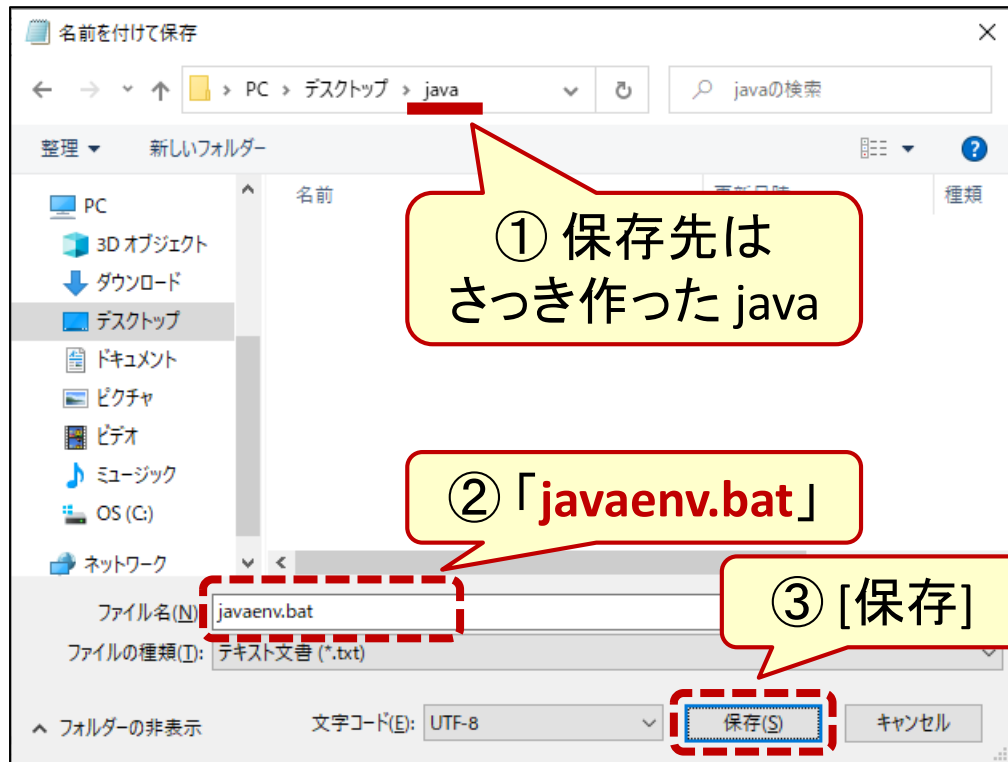 名前を付けて保存
PC › デスクトップ › java
javaの検索
整理
新しいフォルダー
?
PC
3D オブジェクト
ダウンロード
デスクトップ
ドキュメント
ピクチャ
ビデオ
ミュージック
OS (C:)
ネットワーク
名前
種類
① 保存先は
さっき作った java
②「javaenv.bat」
③ [保存]
ファイル名(N) javaenv.bat
ファイルの種類(T): テキスト文書 (*.txt)
フォルダーの非表示
文字コード(E): UTF-8
保存(S)
キャンセル